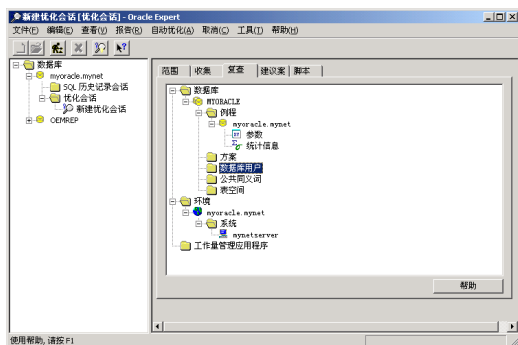 新建优化会话[优化会话] - Oracle Expert
文件(F) 编辑(E) 查看(V) 报告(R) 自动优化(A) 取消(C) 工具(T) 帮助(H)
数据库
myorade.mynet
SQL 历史记录会话
优化会话
新建优化会话
OEMREP
范围 收集 复查 建议案 脚本
数据库
MYORACLE
例程
myoracle.mynet
参数
统计信息
方案
数据库用户
公共同义词
表空间
环境
myoracle.mynet
系统
mynetserver
工作量管理应用程序
帮助
使用帮助, 请按 F1